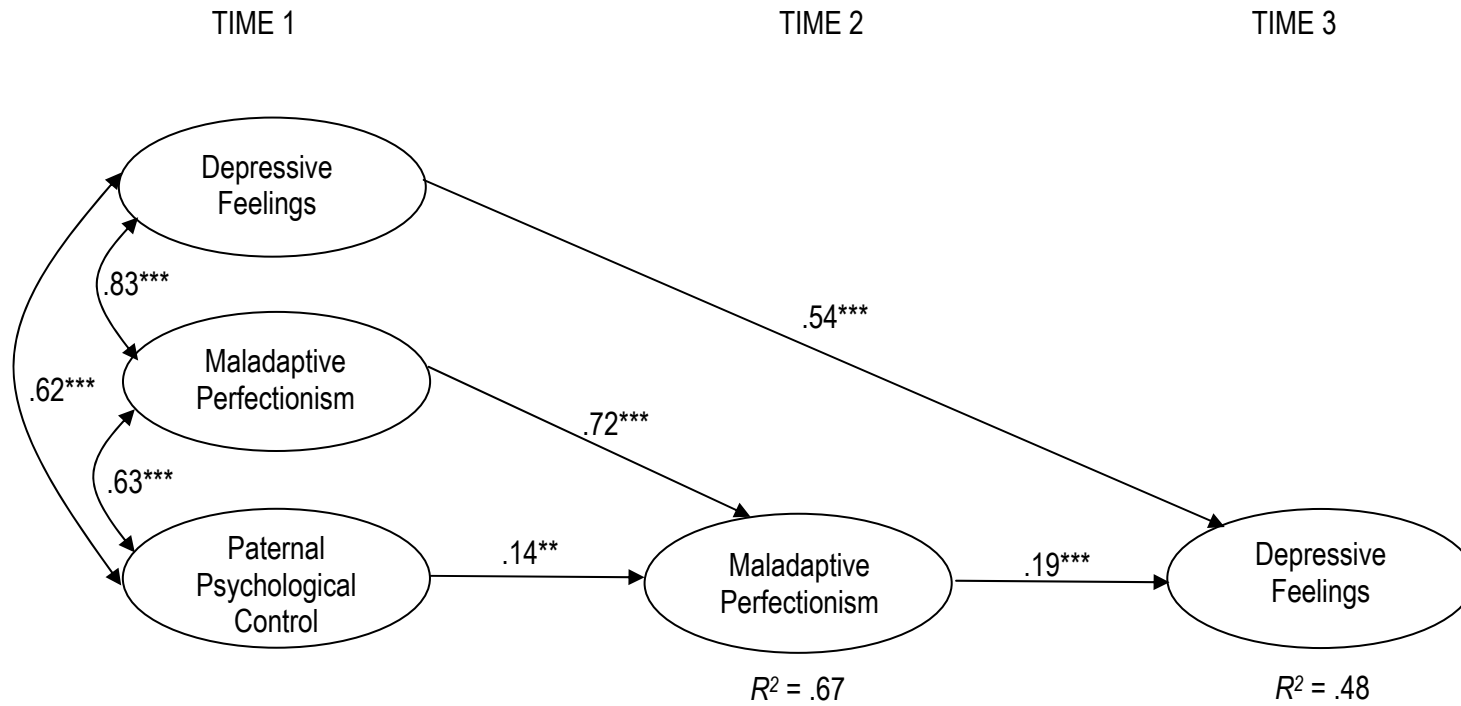 TIME 1
TIME 2
TIME 3
Depressive
Feelings
.83***
.54***
.62***
Maladaptive
Perfectionism
.72***
.63***
Paternal
Psychological
Control
.14**
Maladaptive
Perfectionism
.19***
Depressive
Feelings
R² = .67
R² = .48